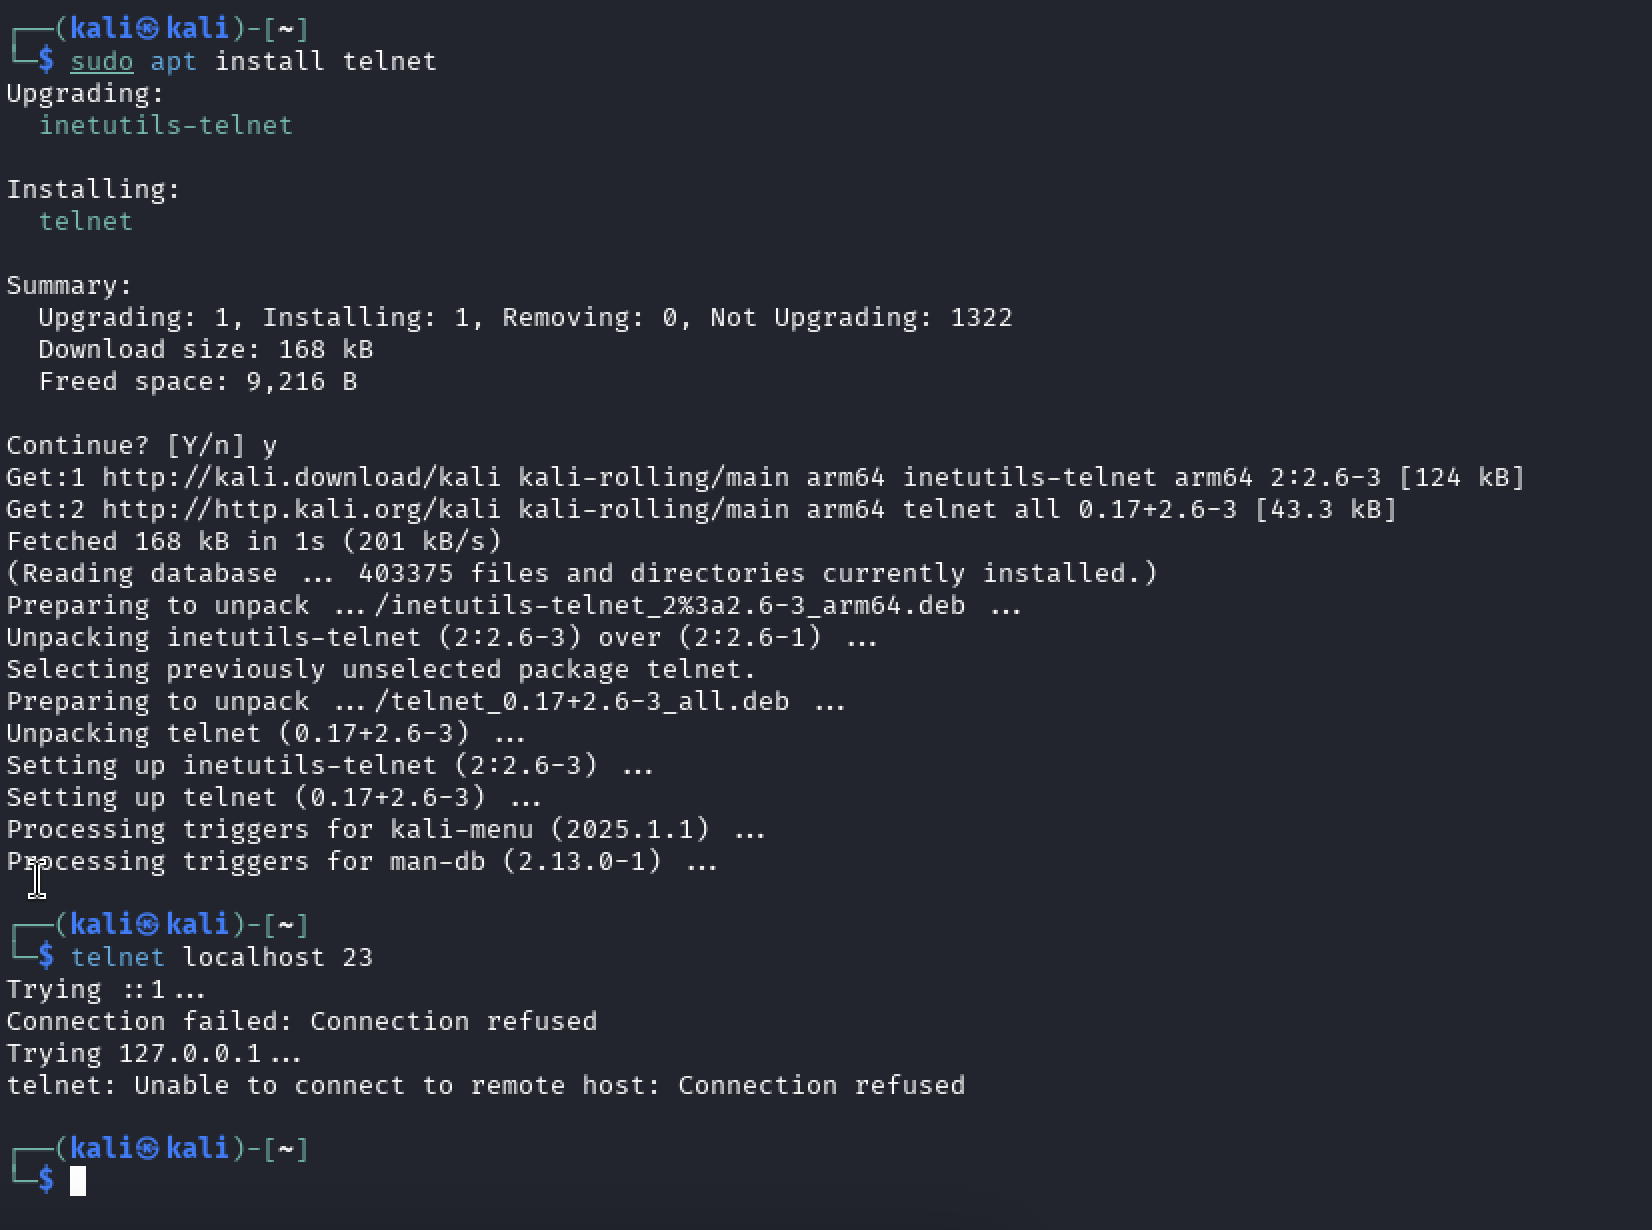 ┌──(kali㉿kali)-[~]
└─$ sudo apt install telnet
Upgrading:
  inetutils-telnet

Installing:
  telnet

Summary:
  Upgrading: 1, Installing: 1, Removing: 0, Not Upgrading: 1322
  Download size: 168 kB
  Freed space: 9,216 B

Continue? [Y/n] y
Get:1 http://kali.download/kali kali-rolling/main arm64 inetutils-telnet arm64 2:2.6-3 [124 kB]
Get:2 http://http.kali.org/kali kali-rolling/main arm64 telnet all 0.17+2.6-3 [43.3 kB]
Fetched 168 kB in 1s (201 kB/s)
(Reading database ... 403375 files and directories currently installed.)
Preparing to unpack .../inetutils-telnet_2%3a2.6-3_arm64.deb ...
Unpacking inetutils-telnet (2:2.6-3) over (2:2.6-1) ...
Selecting previously unselected package telnet.
Preparing to unpack .../telnet_0.17+2.6-3_all.deb ...
Unpacking telnet (0.17+2.6-3) ...
Setting up inetutils-telnet (2:2.6-3) ...
Setting up telnet (0.17+2.6-3) ...
Processing triggers for kali-menu (2025.1.1) ...
Processing triggers for man-db (2.13.0-1) ...

┌──(kali㉿kali)-[~]
└─$ telnet localhost 23
Trying ::1...
Connection failed: Connection refused
Trying 127.0.0.1...
telnet: Unable to connect to remote host: Connection refused

┌──(kali㉿kali)-[~]
└─$